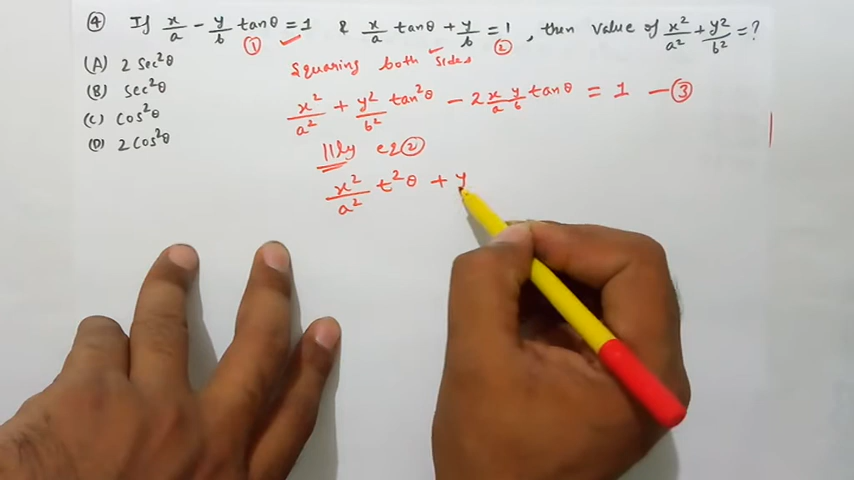 ④ If x/a - y/b tanθ = 1 & x/a tanθ + y/b = 1, then value of x²/a² + y²/b² = ?
① ②
(A) 2 sec²θ
(B) sec²θ
(C) cos²θ
(D) 2 cos²θ
Squaring both sides
x²/a² + y²/b² tan²θ - 2 x/a y/b tanθ = 1 — ③
||ly eq ②
x²/a² t²θ + y